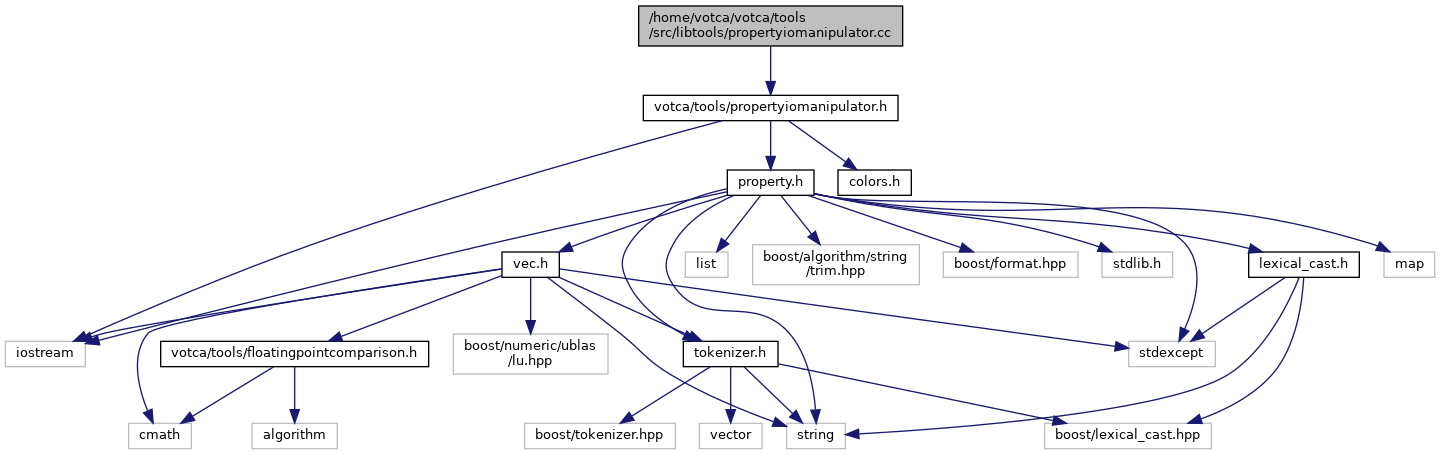 /home/votca/votca/tools
/src/libtools/propertyiomanipulator.cc
votca/tools/propertyiomanipulator.h
property.h
colors.h
vec.h
list
boost/algorithm/string
/trim.hpp
boost/format.hpp
stdlib.h
lexical_cast.h
map
iostream
votca/tools/floatingpointcomparison.h
boost/numeric/ublas
/lu.hpp
tokenizer.h
stdexcept
cmath
algorithm
boost/tokenizer.hpp
vector
string
boost/lexical_cast.hpp